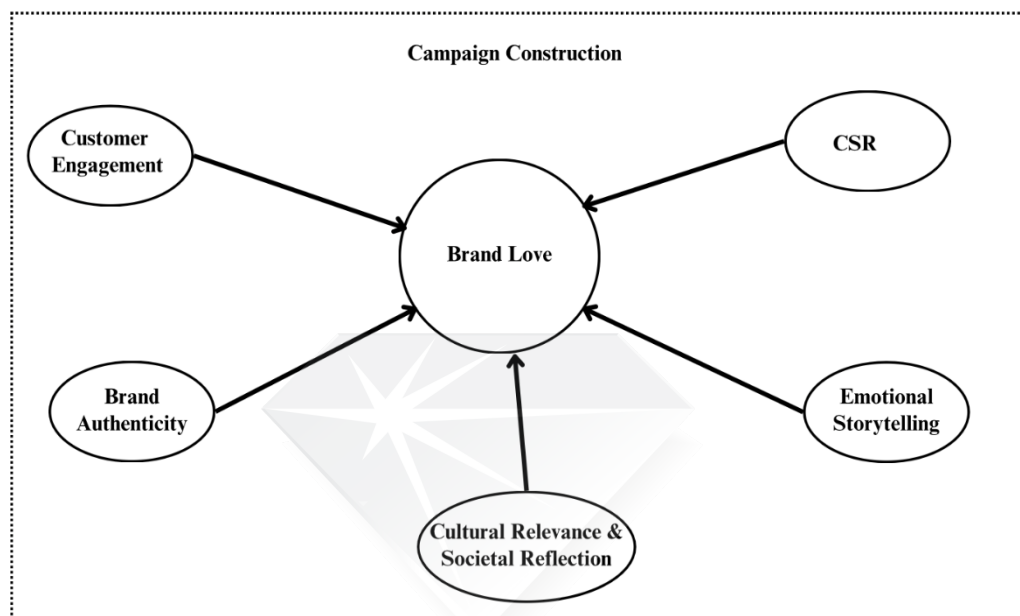 Campaign Construction
Customer
Engagement
CSR
Brand Love
Brand
Authenticity
Emotional
Storytelling
Cultural Relevance &
Societal Reflection